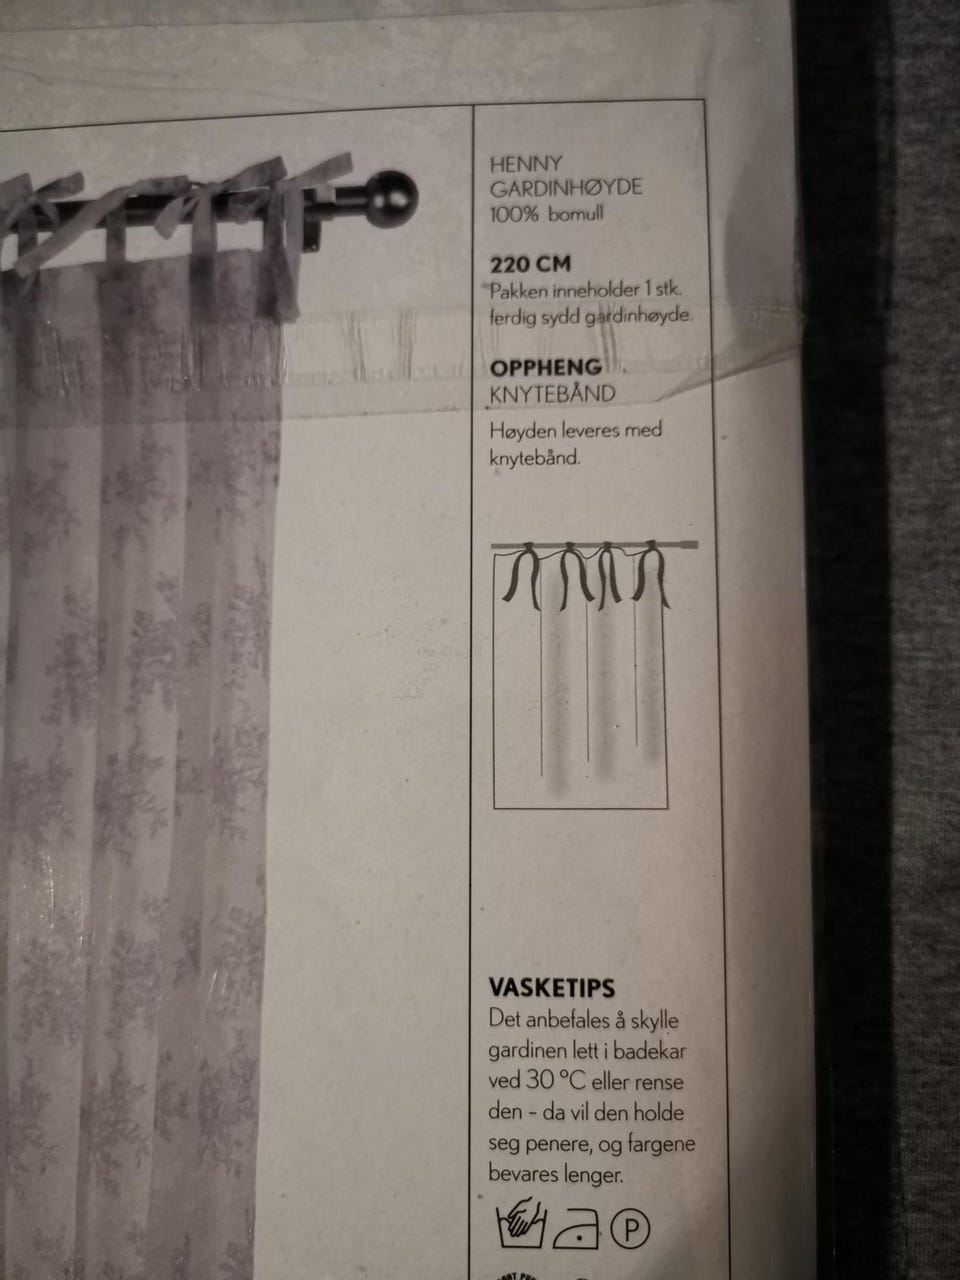 HENNY
GARDINHØYDE
100% bomull
220 CM
Pakken inneholder 1 stk.
ferdig sydd gardinhøyde.
OPPHENG
KNYTEBÅND
Høyden leveres med
knytebånd.
VASKETIPS
Det anbefales å skylle
gardinen lett i badekar
ved 30 °C eller rense
den - da vil den holde
seg penere, og fargene
bevares lenger.
P